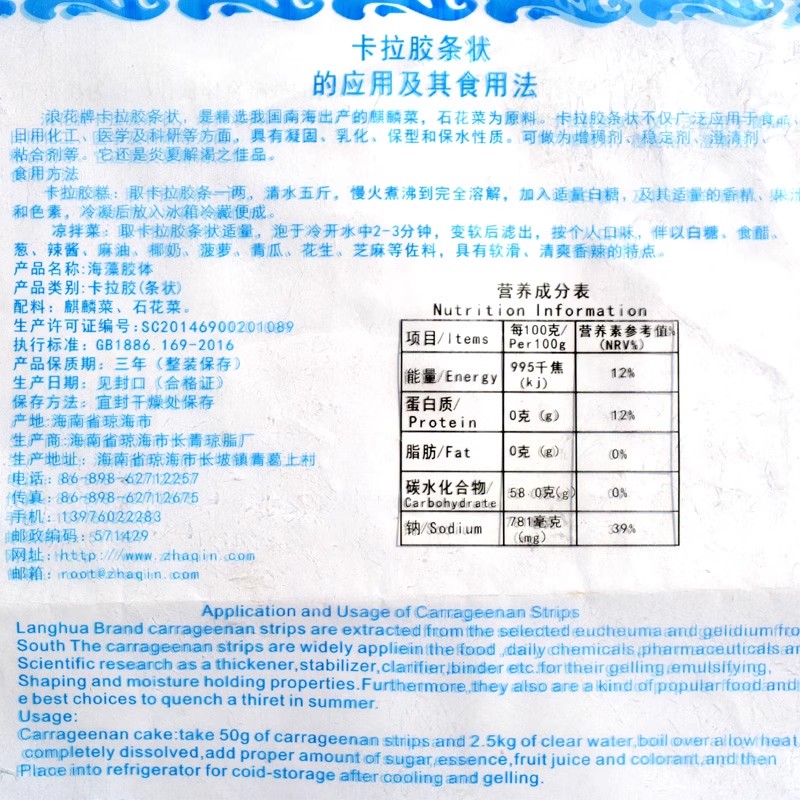 卡拉胶条状
的应用及其食用法
浪花牌卡拉胶条状，是精选我国南海出产的麒麟菜，石花菜为原料。卡拉胶条状不仅广泛应用于食品、
日用化工、医学及科研等方面，具有凝固、乳化、保型和保水性质。可做为增稠剂、稳定剂、澄清剂、
粘合剂等。它还是炎夏解渴之佳品。
食用方法
卡拉胶糕：取卡拉胶条一两，清水五斤，慢火煮沸到完全溶解，加入适量白糖，及其适量的香精、果汁
和色素，冷凝后放入冰箱冷藏便成。
凉拌菜：取卡拉胶条状适量，泡于冷开水中2-3分钟，变软后滤出，按个人口味，伴以白糖、食醋、
葱、辣酱、麻油、椰奶、菠萝、青瓜、花生、芝麻等佐料，具有软滑、清爽香辣的特点。
产品名称:海藻胶体
产品类别:卡拉胶(条状)
配料：麒麟菜、石花菜。
生产许可证编号:SC20146900201089
执行标准：GB1886.169-2016
产品保质期：三年（整装保存）
生产日期：见封口（合格证）
保存方法：宜封干燥处保存
产地:海南省琼海市
生产商:海南省琼海市长青琼脂厂
生产地址：海南省琼海市长坡镇青葛上村
电话：86-898-62712257
传真：86-898-62712675
手机：13976022283
邮政编码：571429
网址：http://www.zhaqin.com
邮箱：root@zhaqin.com
营养成分表
Nutrition Information
项目/Items 每100克/Per100g 营养素参考值%(NRV%)
能量/Energy 995千焦(kj) 12%
蛋白质/Protein 0克(g) 12%
脂肪/Fat 0克(g) 0%
碳水化合物/Carbohydrate 58.0克(g) 0%
钠/Sodium 781毫克(mg) 39%
Application and Usage of Carrageenan Strips
Langhua Brand carrageenan strips are extracted from the selected eucheuma and gelidium fro
South The carrageenan strips are widely appliein the food ,daily chemicals,pharmaceuticals an
Scientific research as a thickener,stabilizer,clarifier,binder etc.for their gelling,emulsifying,
Shaping and moisture holding properties.Furthermore,they also are a kind of popular food and
e best choices to quench a thiret in summer.
Usage:
Carrageenan cake:take 50g of carrageenan strips and 2.5kg of clear water,boil over a low heat
completely dissolved,add proper amount of sugar,essence,fruit juice and colorant,and then
Place into refrigerator for coid-storage after cooling and gelling.